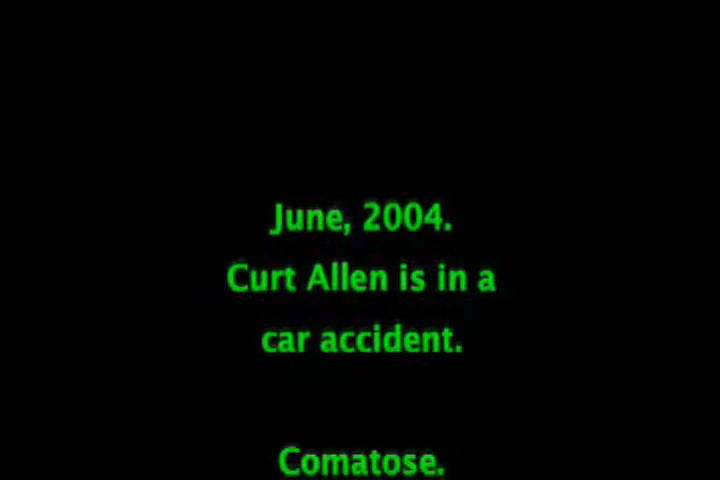 June, 2004.
Curt Allen is in a
car accident.
Comatose.